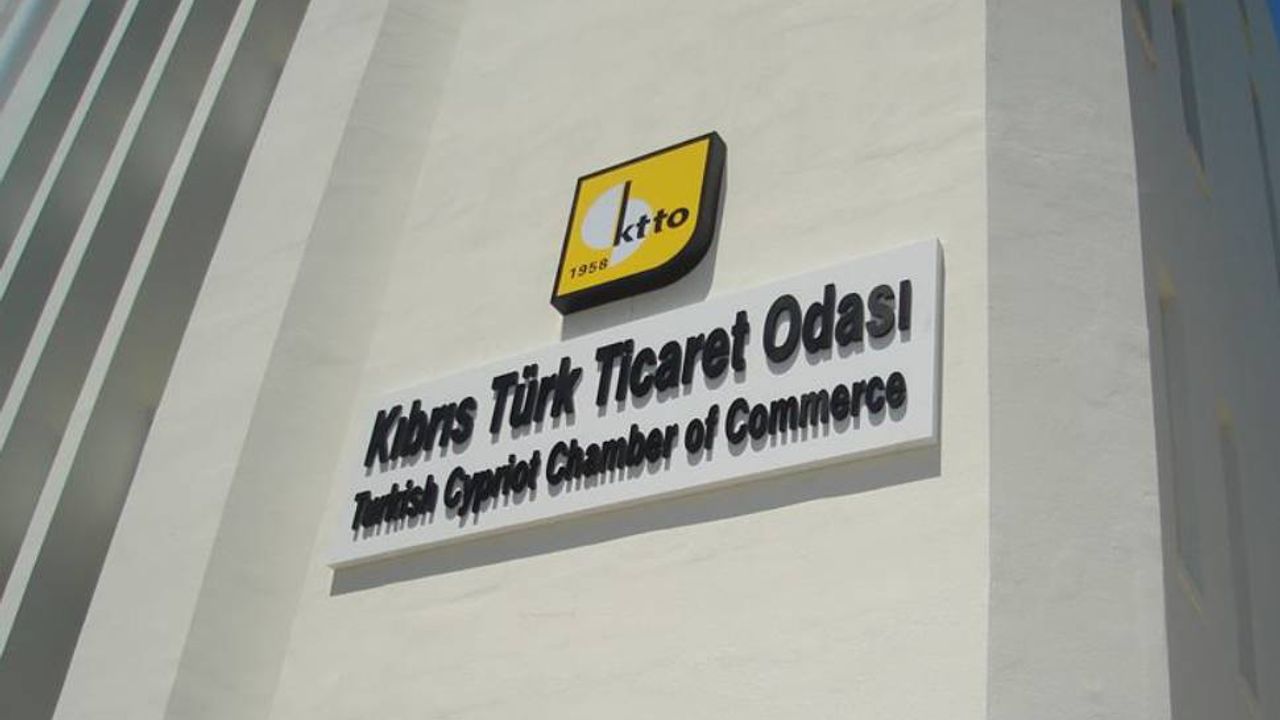 ktto
1958
Kıbrıs Türk Ticaret Odası
Turkish Cypriot Chamber of Commerce